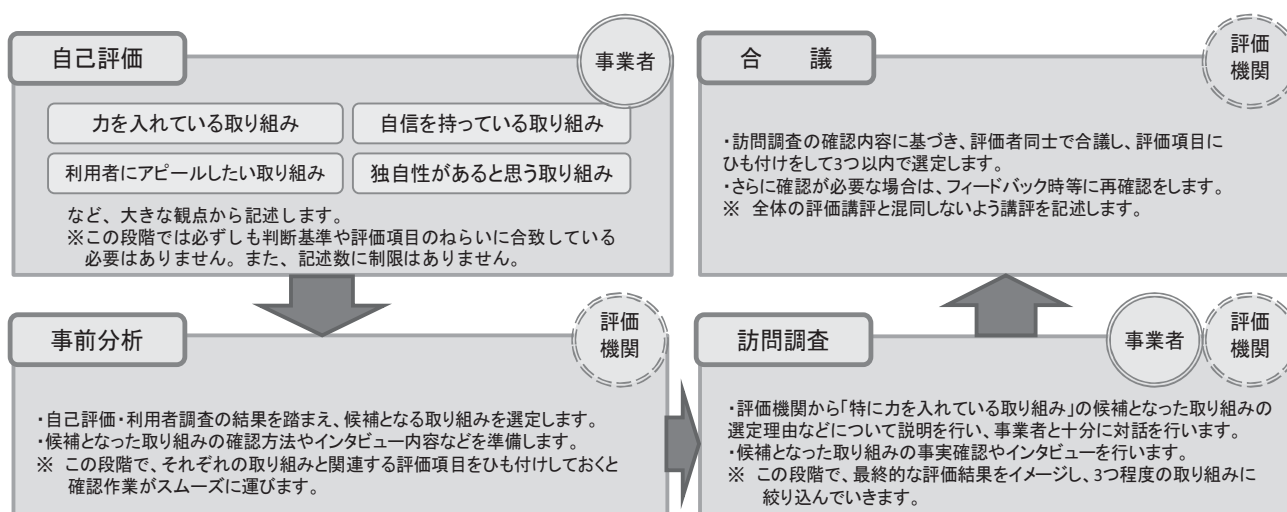 自己評価
事業者
力を入れている取り組み
自信を持っている取り組み
利用者にアピールしたい取り組み
独自性があると思う取り組み
など、大きな観点から記述します。
※この段階では必ずしも判断基準や評価項目のねらいに合致している
必要はありません。また、記述数に制限はありません。
事前分析
評価
機関
・自己評価・利用者調査の結果を踏まえ、候補となる取り組みを選定します。
・候補となった取り組みの確認方法やインタビュー内容などを準備します。
※ この段階で、それぞれの取り組みと関連する評価項目をひも付けしておくと
確認作業がスムーズに運びます。
訪問調査
事業者
評価
機関
・評価機関から「特に力を入れている取り組み」の候補となった取り組みの
選定理由などについて説明を行い、事業者と十分に対話を行います。
・候補となった取り組みの事実確認やインタビューを行います。
※ この段階で、最終的な評価結果をイメージし、3つ程度の取り組みに
絞り込んでいきます。
合 議
評価
機関
・訪問調査の確認内容に基づき、評価者同士で合議し、評価項目に
ひも付けをして3つ以内で選定します。
・さらに確認が必要な場合は、フィードバック時等に再確認をします。
※ 全体の評価講評と混同しないよう講評を記述します。